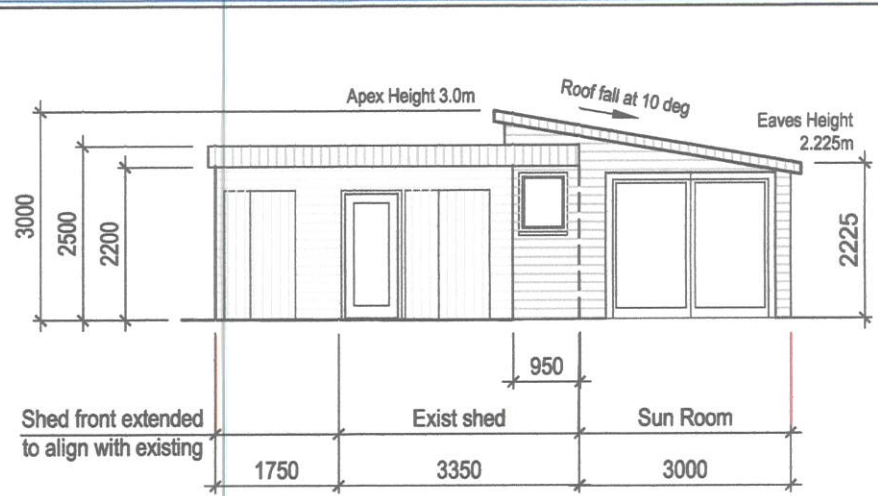 Apex Height 3.0m
Roof fall at 10 deg
Eaves Height
2.225m
3000
2500
2200
2225
950
Shed front extended
to align with existing
Exist shed
Sun Room
1750
3350
3000